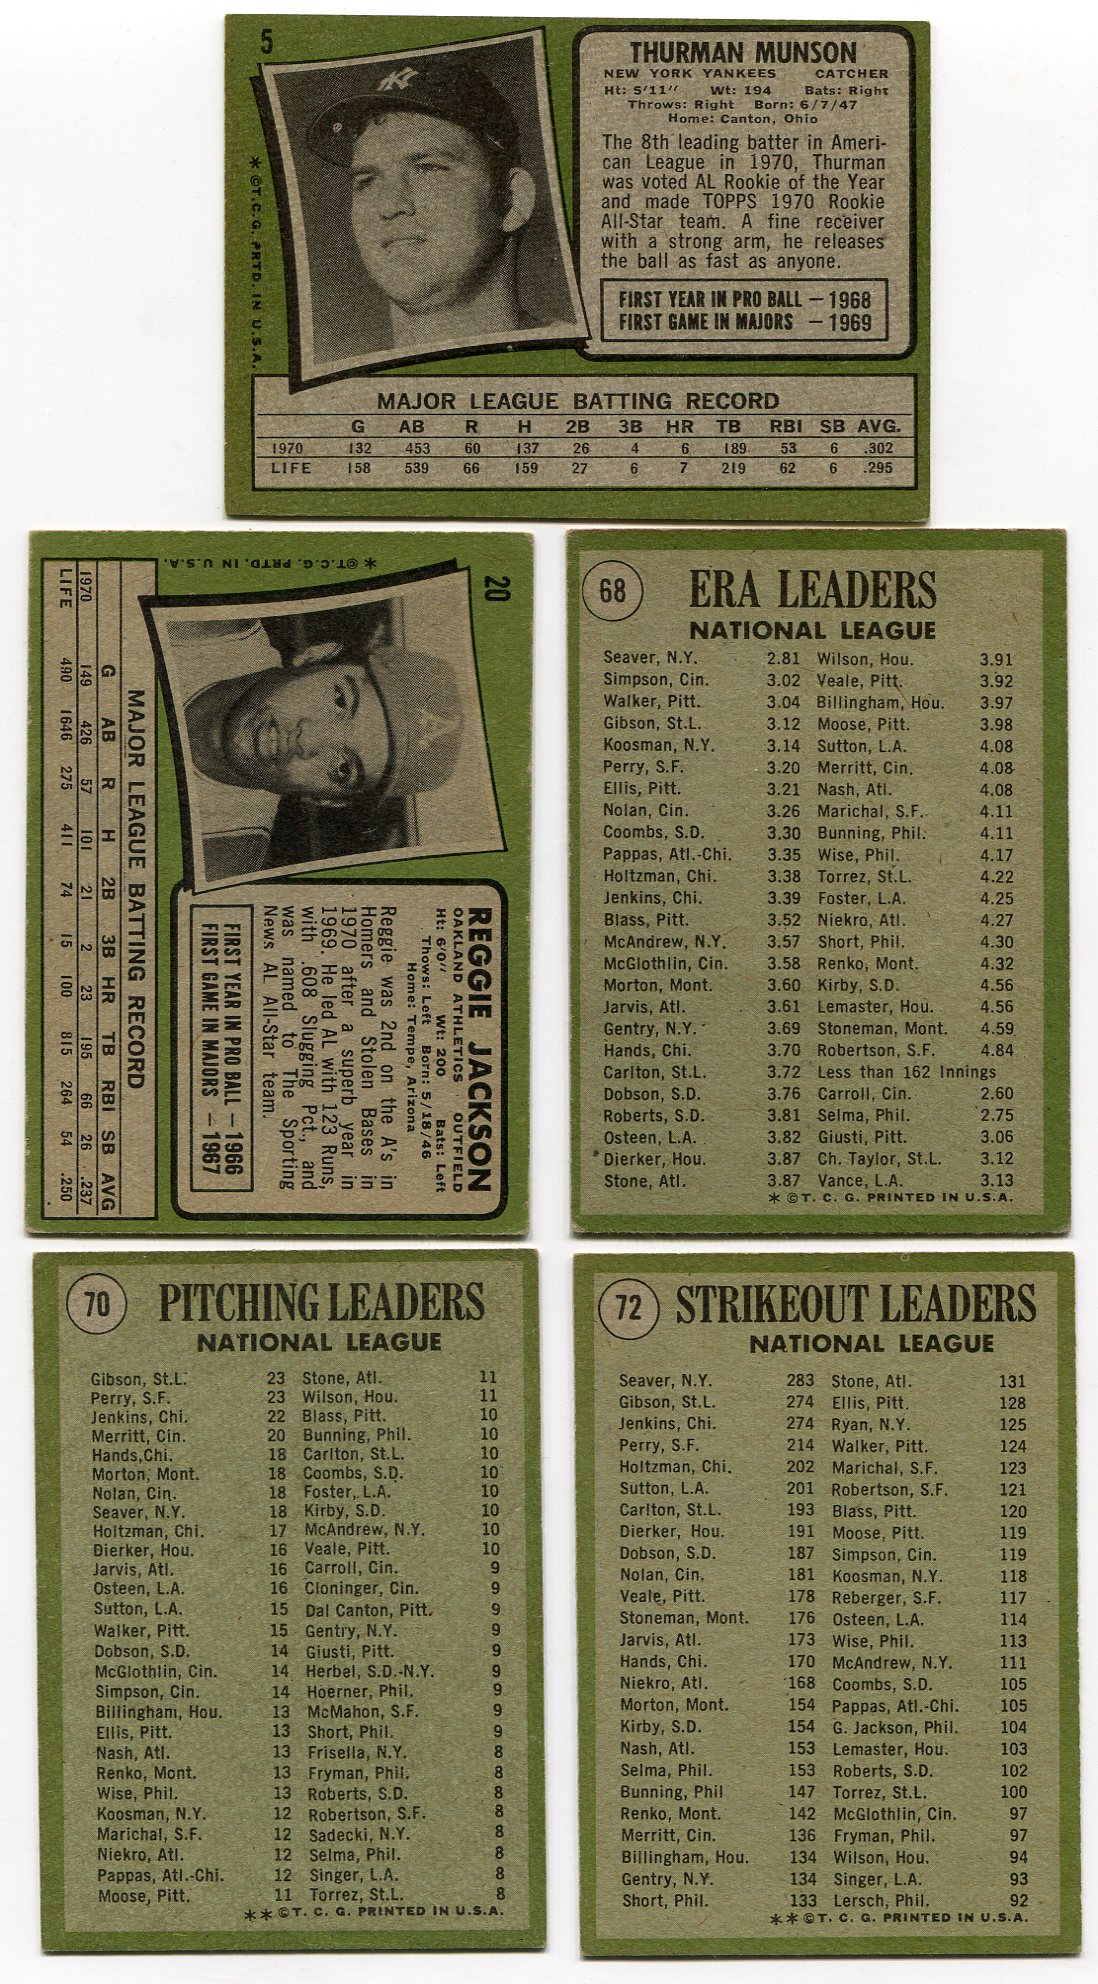 5
THURMAN MUNSON
NEW YORK YANKEES CATCHER
Ht: 5'11" Wt: 194 Bats: Right
Throws: Right Born: 6/7/47
Home: Canton, Ohio
The 8th leading batter in Ameri-
can League in 1970, Thurman
was voted AL Rookie of the Year
and made TOPPS 1970 Rookie
All-Star team. A fine receiver
with a strong arm, he releases
the ball as fast as anyone.
FIRST YEAR IN PRO BALL — 1968
FIRST GAME IN MAJORS — 1969
* ©T.C.G. PRTD. IN U.S.A.
MAJOR LEAGUE BATTING RECORD
G AB R H 2B 3B HR TB RBI SB AVG.
1970 132 453 60 137 26 4 6 189 53 6 .302
LIFE 158 539 66 159 27 6 7 219 62 6 .295
20
REGGIE JACKSON
OAKLAND ATHLETICS OUTFIELD
Ht: 6'0" Wt: 200 Bats: Left
Thows: Left Born: 5/18/46
Home: Tempe, Arizona
Reggie was 2nd on the A's in
Homers and Stolen Bases in
1970 after a superb year in
1969. He led AL with 123 Runs,
with .608 Slugging Pct., and
was named to The Sporting
News AL All-Star team.
FIRST YEAR IN PRO BALL — 1966
FIRST GAME IN MAJORS — 1967
* ©T.C.G. PRTD. IN U.S.A.
MAJOR LEAGUE BATTING RECORD
G AB R H 2B 3B HR TB RBI SB AVG
1970 149 426 57 101 21 2 23 195 66 26 .237
LIFE 490 1646 275 411 74 15 100 815 264 54 .250
68
ERA LEADERS
NATIONAL LEAGUE
Seaver, N.Y. 2.81 Wilson, Hou. 3.91
Simpson, Cin. 3.02 Veale, Pitt. 3.92
Walker, Pitt. 3.04 Billingham, Hou. 3.97
Gibson, St.L. 3.12 Moose, Pitt. 3.98
Koosman, N.Y. 3.14 Sutton, L.A. 4.08
Perry, S.F. 3.20 Merritt, Cin. 4.08
Ellis, Pitt. 3.21 Nash, Atl. 4.08
Nolan, Cin. 3.26 Marichal, S.F. 4.11
Coombs, S.D. 3.30 Bunning, Phil. 4.11
Pappas, Atl.-Chi. 3.35 Wise, Phil. 4.17
Holtzman, Chi. 3.38 Torrez, St.L. 4.22
Jenkins, Chi. 3.39 Foster, L.A. 4.25
Blass, Pitt. 3.52 Niekro, Atl. 4.27
McAndrew, N.Y. 3.57 Short, Phil. 4.30
McGlothlin, Cin. 3.58 Renko, Mont. 4.32
Morton, Mont. 3.60 Kirby, S.D. 4.56
Jarvis, Atl. 3.61 Lemaster, Hou. 4.56
Gentry, N.Y. 3.69 Stoneman, Mont. 4.59
Hands, Chi. 3.70 Robertson, S.F. 4.84
Carlton, St.L. 3.72 Less than 162 Innings
Dobson, S.D. 3.76 Carroll, Cin. 2.60
Roberts, S.D. 3.81 Selma, Phil. 2.75
Osteen, L.A. 3.82 Giusti, Pitt. 3.06
Dierker, Hou. 3.87 Ch. Taylor, St.L. 3.12
Stone, Atl. 3.87 Vance, L.A. 3.13
* ©T. C. G. PRINTED IN U.S.A.
70
PITCHING LEADERS
NATIONAL LEAGUE
Gibson, St.L. 23 Stone, Atl. 11
Perry, S.F. 23 Wilson, Hou. 11
Jenkins, Chi. 22 Blass, Pitt. 10
Merritt, Cin. 20 Bunning, Phil. 10
Hands,Chi. 18 Carlton, St.L. 10
Morton, Mont. 18 Coombs, S.D. 10
Nolan, Cin. 18 Foster, L.A. 10
Seaver, N.Y. 18 Kirby, S.D. 10
Holtzman, Chi. 17 McAndrew, N.Y. 10
Dierker, Hou. 16 Veale, Pitt. 10
Jarvis, Atl. 16 Carroll, Cin. 9
Osteen, L.A. 16 Cloninger, Cin. 9
Sutton, L.A. 15 Dal Canton, Pitt. 9
Walker, Pitt. 15 Gentry, N.Y. 9
Dobson, S.D. 14 Giusti, Pitt. 9
McGlothlin, Cin. 14 Herbel, S.D.-N.Y. 9
Simpson, Cin. 14 Hoerner, Phil. 9
Billingham, Hou. 13 McMahon, S.F. 9
Ellis, Pitt. 13 Short, Phil. 9
Nash, Atl. 13 Frisella, N.Y. 8
Renko, Mont. 13 Fryman, Phil. 8
Wise, Phil. 13 Roberts, S.D. 8
Koosman, N.Y. 12 Robertson, S.F. 8
Marichal, S.F. 12 Sadecki, N.Y. 8
Niekro, Atl. 12 Selma, Phil. 8
Pappas, Atl.-Chi. 12 Singer, L.A. 8
Moose, Pitt. 11 Torrez, St.L. 8
* * ©T. C. G. PRINTED IN U.S.A.
72
STRIKEOUT LEADERS
NATIONAL LEAGUE
Seaver, N.Y. 283 Stone, Atl. 131
Gibson, St.L. 274 Ellis, Pitt. 128
Jenkins, Chi. 274 Ryan, N.Y. 125
Perry, S.F. 214 Walker, Pitt. 124
Holtzman, Chi. 202 Marichal, S.F. 123
Sutton, L.A. 201 Robertson, S.F. 121
Carlton, St.L. 193 Blass, Pitt. 120
Dierker, Hou. 191 Moose, Pitt. 119
Dobson, S.D. 187 Simpson, Cin. 119
Nolan, Cin. 181 Koosman, N.Y. 118
Veale, Pitt. 178 Reberger, S.F. 117
Stoneman, Mont. 176 Osteen, L.A. 114
Jarvis, Atl. 173 Wise, Phil. 113
Hands, Chi. 170 McAndrew, N.Y. 111
Niekro, Atl. 168 Coombs, S.D. 105
Morton, Mont. 154 Pappas, Atl.-Chi. 105
Kirby, S.D. 154 G. Jackson, Phil. 104
Nash, Atl. 153 Lemaster, Hou. 103
Selma, Phil. 153 Roberts, S.D. 102
Bunning, Phil 147 Torrez, St.L. 100
Renko, Mont. 142 McGlothlin, Cin. 97
Merritt, Cin. 136 Fryman, Phil. 97
Billingham, Hou. 134 Wilson, Hou. 94
Gentry, N.Y. 134 Singer, L.A. 93
Short, Phil. 133 Lersch, Phil. 92
* * ©T. C. G. PRINTED IN U.S.A.